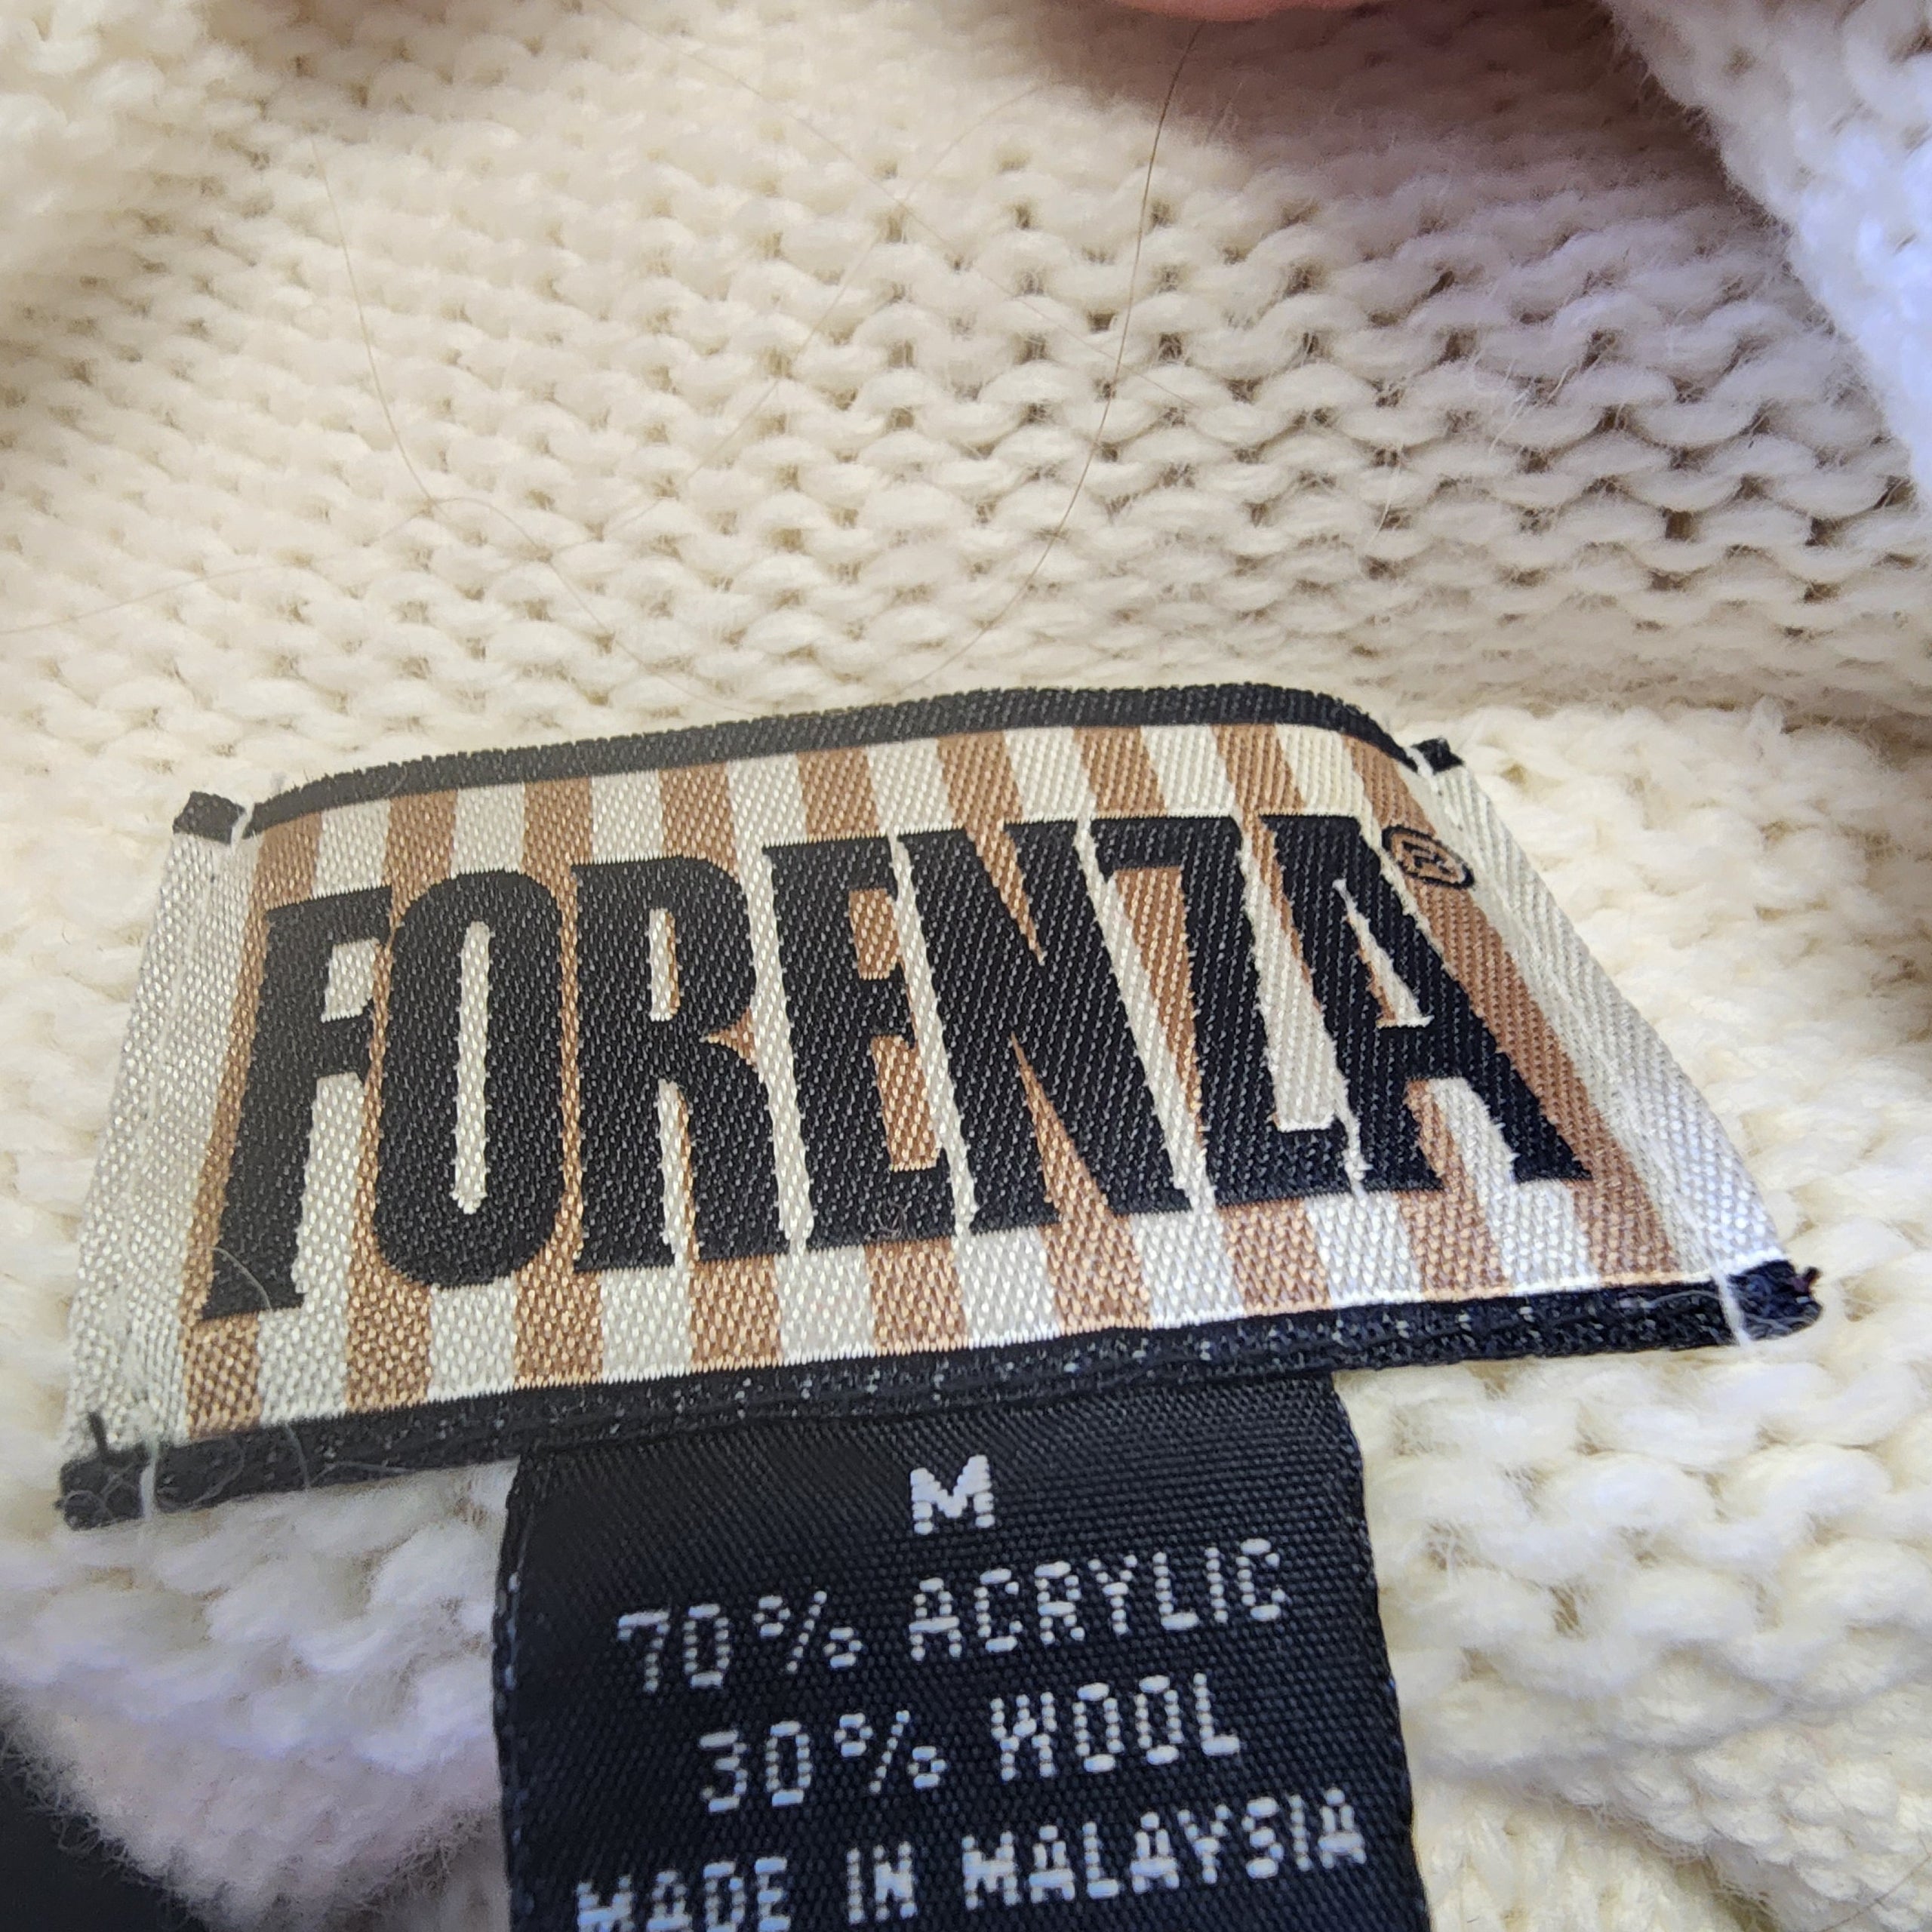 FORENZA®
M
70% ACRYLIC
30% WOOL
MADE IN MALAYSIA